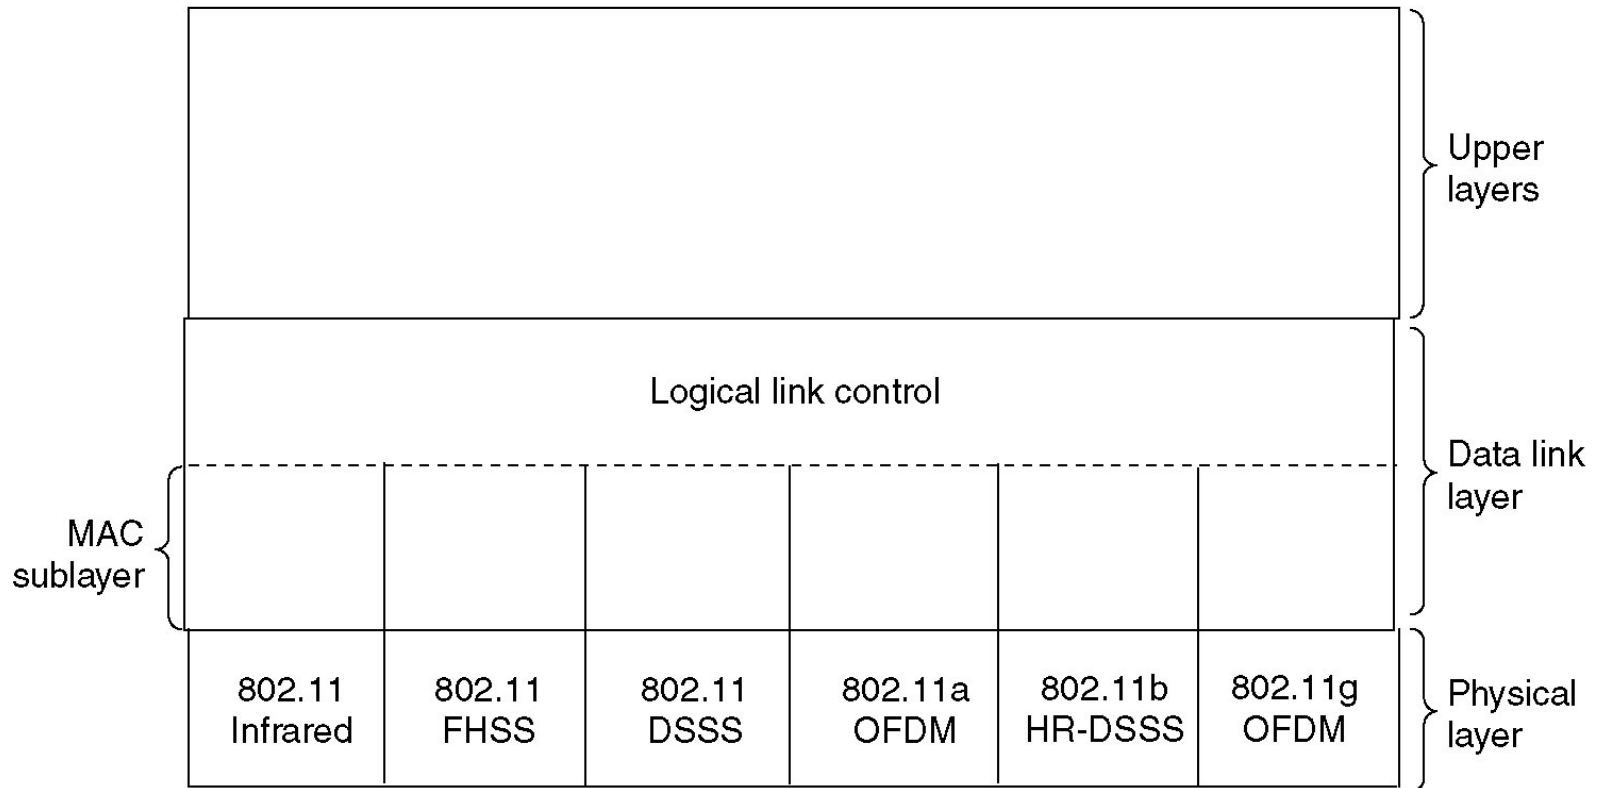 Upper
layers
Logical link control
Data link
layer
MAC
sublayer
802.11
Infrared
802.11
FHSS
802.11
DSSS
802.11a
OFDM
802.11b
HR-DSSS
802.11g
OFDM
Physical
layer